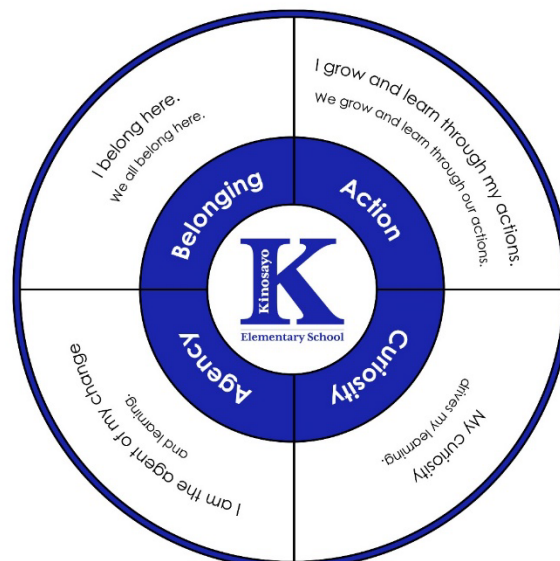 I belong here.
We all belong here.
Belonging
I grow and learn through my actions.
We grow and learn through our actions.
Action
Kinosayo
K
Elementary School
Agency
I am the agent of my change
and learning.
Curiosity
My curiosity
drives my learning.